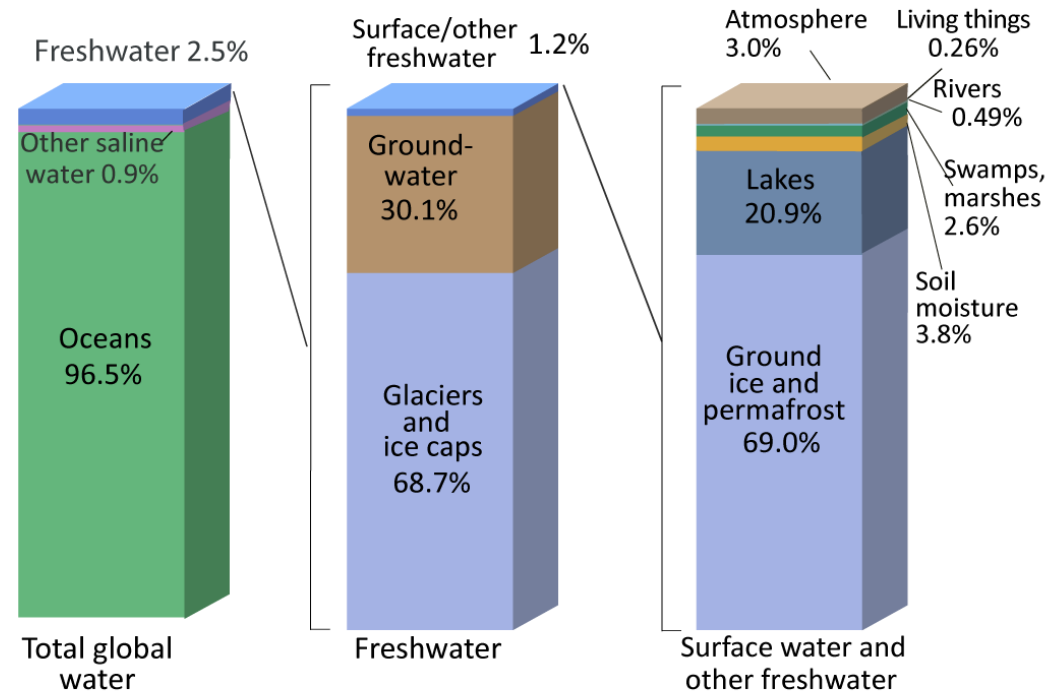 Freshwater 2.5%
Other saline
water 0.9%
Oceans
96.5%
Total global
water
Surface/other
freshwater 1.2%
Ground-
water
30.1%
Glaciers
and
ice caps
68.7%
Freshwater
Atmosphere
3.0%
Living things
0.26%
Rivers
0.49%
Swamps,
marshes
2.6%
Soil
moisture
3.8%
Lakes
20.9%
Ground
ice and
permafrost
69.0%
Surface water and
other freshwater